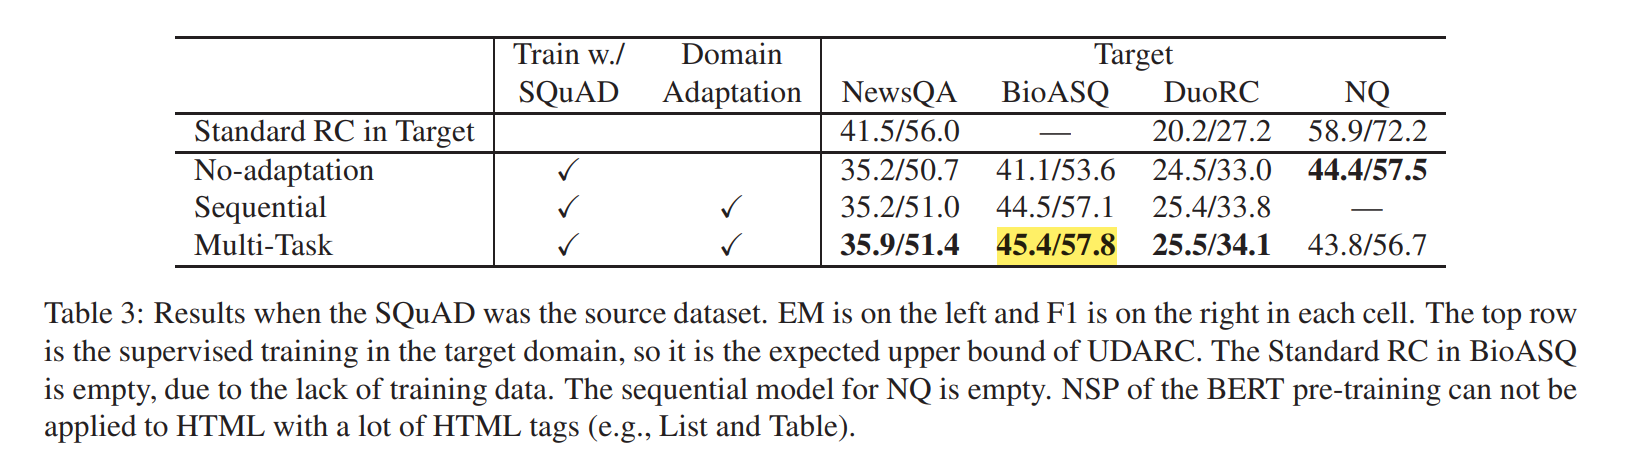 Train w./ Domain Target
SQuAD Adaptation NewsQA BioASQ DuoRC NQ
Standard RC in Target 41.5/56.0 — 20.2/27.2 58.9/72.2
No-adaptation ✓ 35.2/50.7 41.1/53.6 24.5/33.0 44.4/57.5
Sequential ✓ ✓ 35.2/51.0 44.5/57.1 25.4/33.8 —
Multi-Task ✓ ✓ 35.9/51.4 45.4/57.8 25.5/34.1 43.8/56.7
Table 3: Results when the SQuAD was the source dataset. EM is on the left and F1 is on the right in each cell. The top row
is the supervised training in the target domain, so it is the expected upper bound of UDARC. The Standard RC in BioASQ
is empty, due to the lack of training data. The sequential model for NQ is empty. NSP of the BERT pre-training can not be
applied to HTML with a lot of HTML tags (e.g., List and Table).